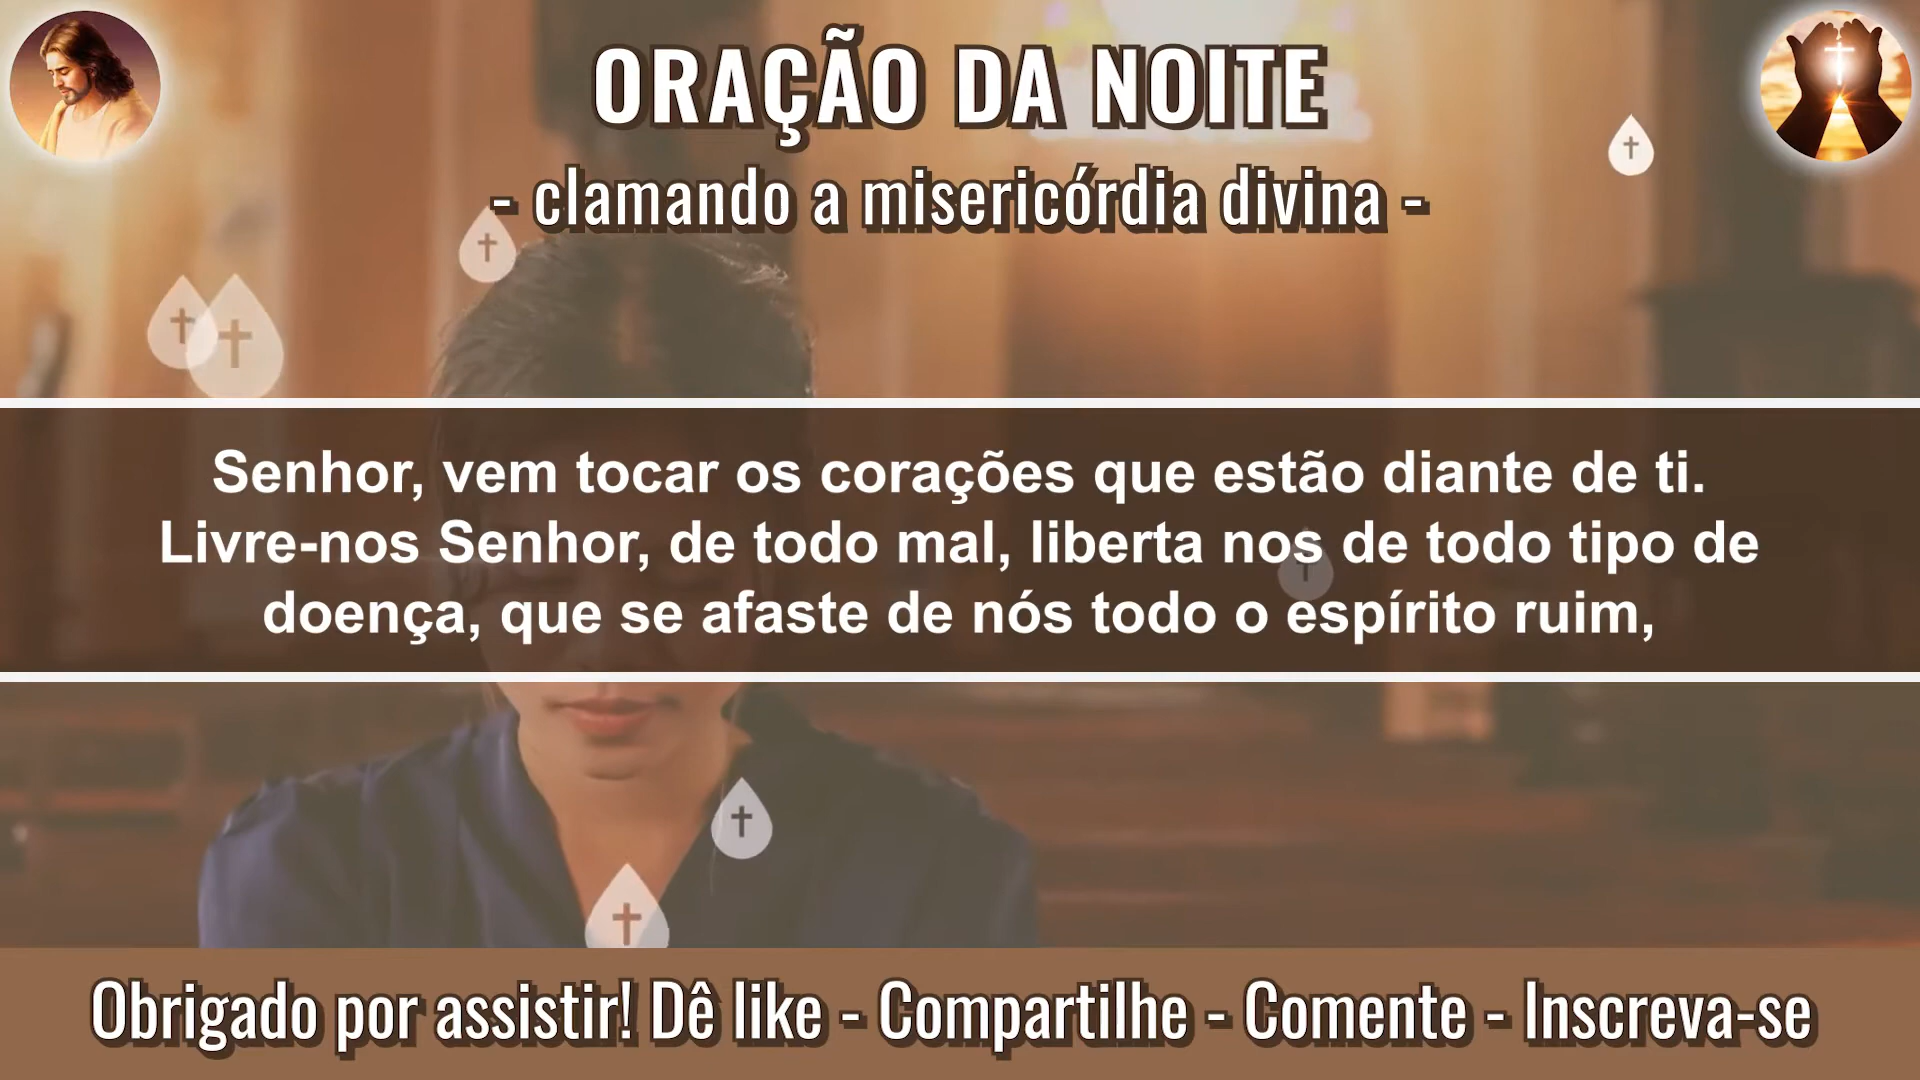 ORAÇÃO DA NOITE
- clamando a misericórdia divina -
Senhor, vem tocar os corações que estão diante de ti.
Livre-nos Senhor, de todo mal, liberta nos de todo tipo de
doença, que se afaste de nós todo o espírito ruim,
Obrigado por assistir! Dê like - Compartilhe - Comente - Inscreva-se